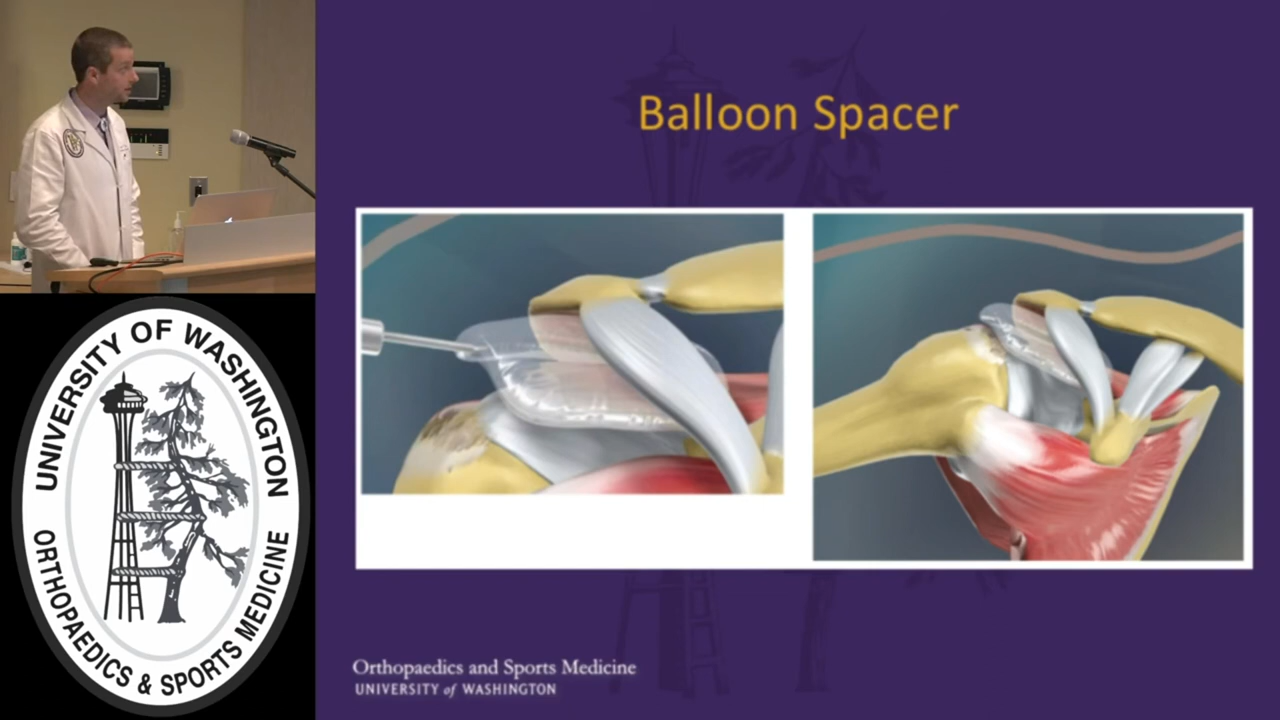 Balloon Spacer
Orthopaedics and Sports Medicine
UNIVERSITY of WASHINGTON
UNIVERSITY OF WASHINGTON
ORTHOPAEDICS & SPORTS MEDICINE